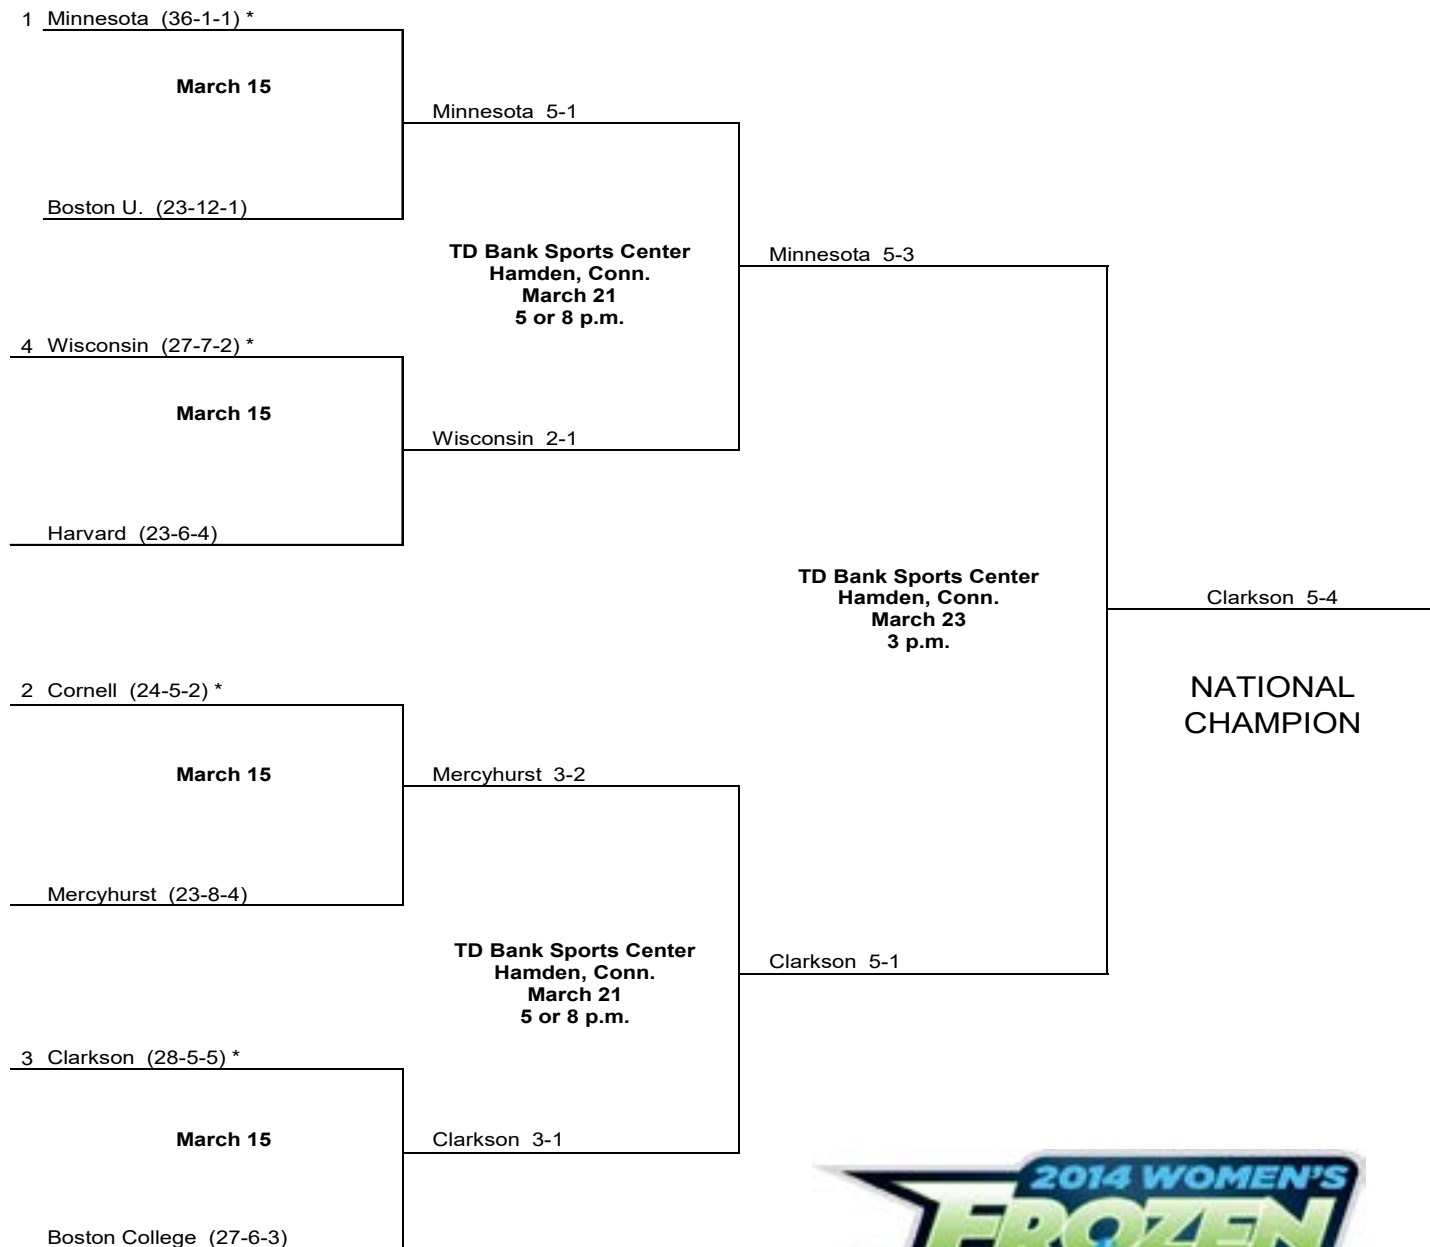 1 Minnesota (36-1-1) *
March 15
Minnesota 5-1
Boston U. (23-12-1)
TD Bank Sports Center
Hamden, Conn.
March 21
5 or 8 p.m.
Minnesota 5-3
4 Wisconsin (27-7-2) *
March 15
Wisconsin 2-1
Harvard (23-6-4)
TD Bank Sports Center
Hamden, Conn.
March 23
3 p.m.
Clarkson 5-4
NATIONAL
CHAMPION
2 Cornell (24-5-2) *
March 15
Mercyhurst 3-2
Mercyhurst (23-8-4)
TD Bank Sports Center
Hamden, Conn.
March 21
5 or 8 p.m.
Clarkson 5-1
3 Clarkson (28-5-5) *
March 15
Clarkson 3-1
Boston College (27-6-3)
2014 WOMEN'S
FROZEN